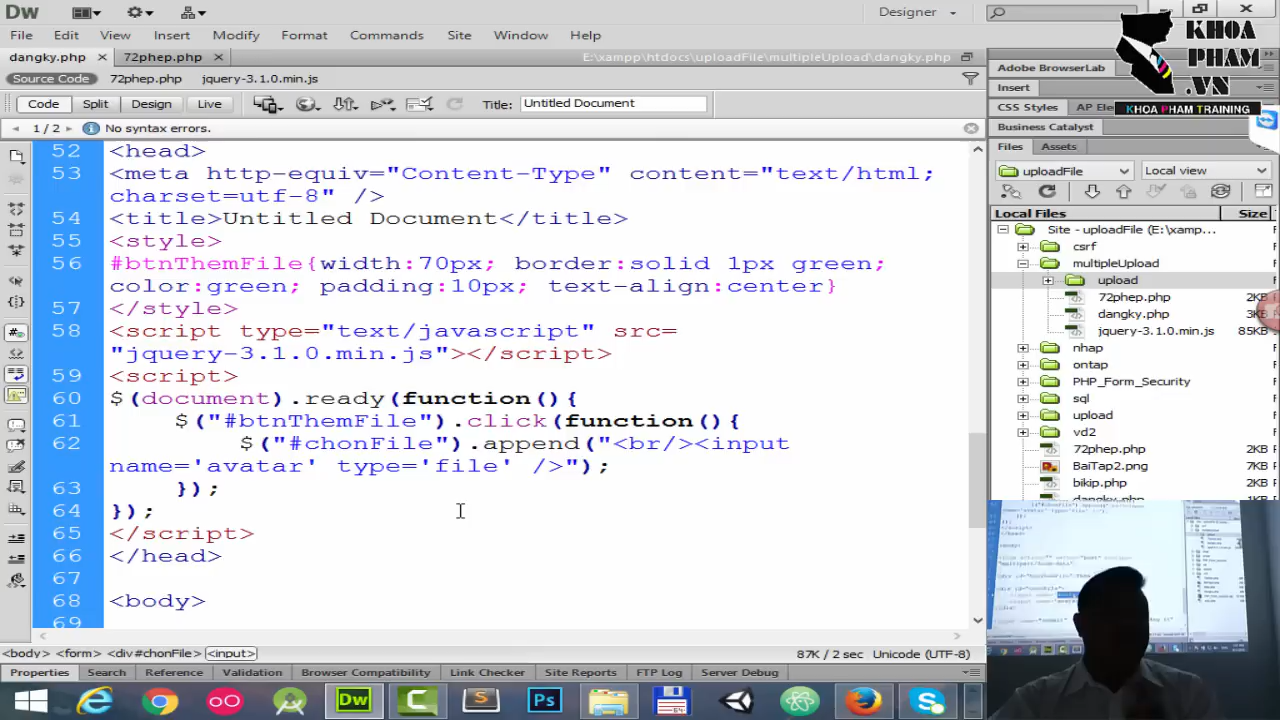 Dw
Designer
KHOA
PHAM
.VN
KHOA PHAM TRAINING
File Edit View Insert Modify Format Commands Site Window Help
dangky.php 72phep.php
E:\xampp\htdocs\uploadFile\multipleUpload\dangky.php
Source Code 72phep.php jquery-3.1.0.min.js
Code Split Design Live Title: Untitled Document
1 / 2 No syntax errors.
52 <head>
53 <meta http-equiv="Content-Type" content="text/html;
charset=utf-8" />
54 <title>Untitled Document</title>
55 <style>
56 #btnThemFile{width:70px; border:solid 1px green;
color:green; padding:10px; text-align:center}
57 </style>
58 <script type="text/javascript" src=
"jquery-3.1.0.min.js"></script>
59 <script>
60 $(document).ready(function(){
61 $("#btnThemFile").click(function(){
62 $("#chonFile").append("<br/><input
name='avatar' type='file' />");
63 });
64 });
65 </script>
66 </head>
67
68 <body>
69
<body> <form> <div#chonFile> <input>
87K / 2 sec Unicode (UTF-8)
Properties Search Reference Validation Browser Compatibility Link Checker Site Reports FTP Log Server Debug
Adobe BrowserLab
Insert
CSS Styles AP Ele
Business Catalyst
Files Assets
uploadFile Local view
Local Files Size
Site - uploadFile (E:\xamp... F
csrf F
multipleUpload F
upload F
72phep.php 2KB
dangky.php 3KB
jquery-3.1.0.min.js 85KB
nhap F
ontap F
PHP_Form_Security F
sql F
upload F
vd2 F
72phep.php 2KB
BaiTap2.png
bikip.php 2KB
dangky.php
Dw
Ps